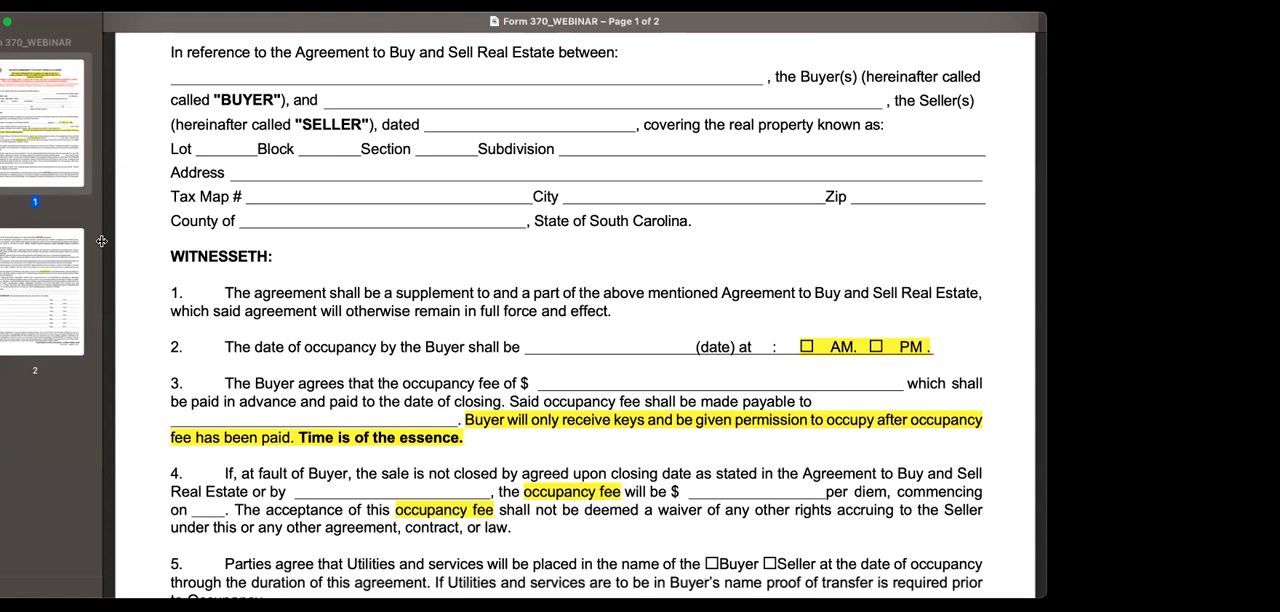 Form 370_WEBINAR – Page 1 of 2
370_WEBINAR
In reference to the Agreement to Buy and Sell Real Estate between:
, the Buyer(s) (hereinafter called
called "BUYER"), and , the Seller(s)
(hereinafter called "SELLER"), dated , covering the real property known as:
Lot Block Section Subdivision
Address
Tax Map # City Zip
County of , State of South Carolina.
WITNESSETH:
1. The agreement shall be a supplement to and a part of the above mentioned Agreement to Buy and Sell Real Estate,
which said agreement will otherwise remain in full force and effect.
2. The date of occupancy by the Buyer shall be (date) at : ☐ AM. ☐ PM .
3. The Buyer agrees that the occupancy fee of $ which shall
be paid in advance and paid to the date of closing. Said occupancy fee shall be made payable to
. Buyer will only receive keys and be given permission to occupy after occupancy
fee has been paid. Time is of the essence.
4. If, at fault of Buyer, the sale is not closed by agreed upon closing date as stated in the Agreement to Buy and Sell
Real Estate or by , the occupancy fee will be $ per diem, commencing
on . The acceptance of this occupancy fee shall not be deemed a waiver of any other rights accruing to the Seller
under this or any other agreement, contract, or law.
5. Parties agree that Utilities and services will be placed in the name of the ☐Buyer ☐Seller at the date of occupancy
through the duration of this agreement. If Utilities and services are to be in Buyer's name proof of transfer is required prior
to Occupancy.
1
2